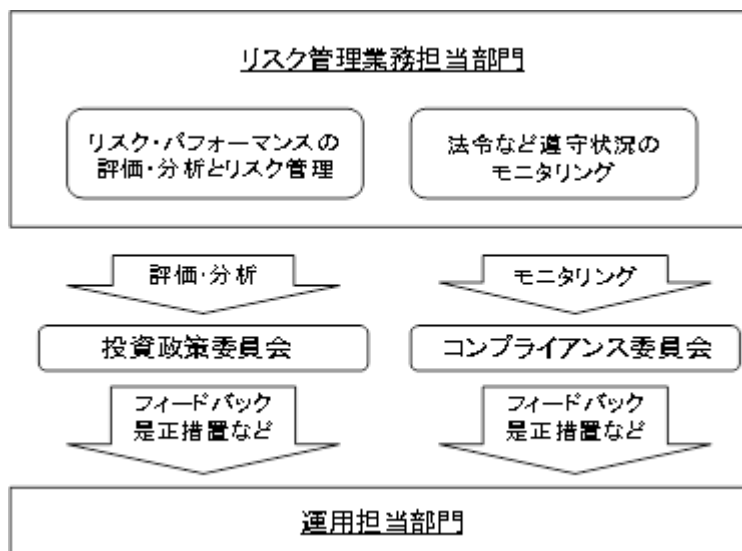 リスク管理業務担当部門
リスク・パフォーマンスの
評価・分析とリスク管理
法令など遵守状況の
モニタリング
評価・分析
モニタリング
投資政策委員会
コンプライアンス委員会
フィードバック
是正措置など
フィードバック
是正措置など
運用担当部門